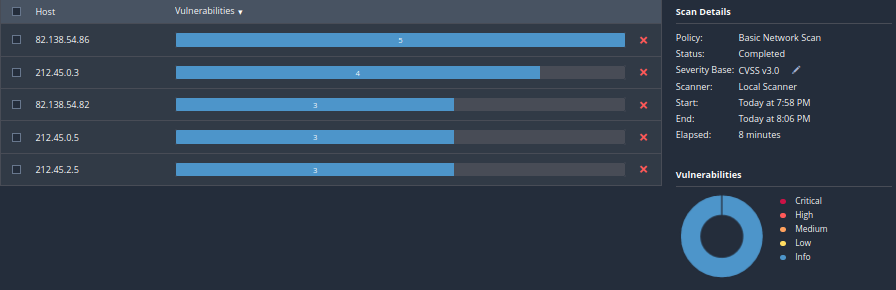 Host Vulnerabilities ▼
82.138.54.86 5
212.45.0.3 4
82.138.54.82 3
212.45.0.5 3
212.45.2.5 3
Scan Details
Policy: Basic Network Scan
Status: Completed
Severity Base: CVSS v3.0
Scanner: Local Scanner
Start: Today at 7:58 PM
End: Today at 8:06 PM
Elapsed: 8 minutes
Vulnerabilities
Critical
High
Medium
Low
Info